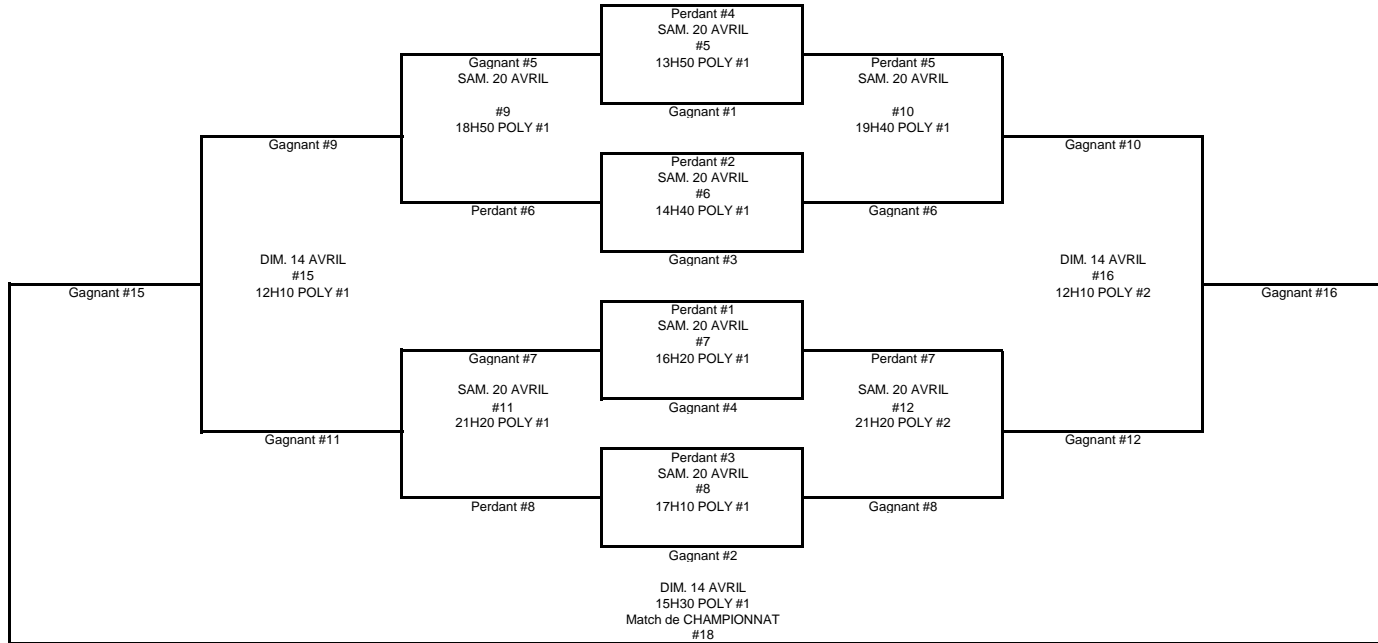 Perdant #4
SAM. 20 AVRIL
#5
13H50 POLY #1
Gagnant #1
Gagnant #5
SAM. 20 AVRIL
#9
18H50 POLY #1
Perdant #6
Perdant #5
SAM. 20 AVRIL
#10
19H40 POLY #1
Gagnant #6
Gagnant #9
Gagnant #10
Perdant #2
SAM. 20 AVRIL
#6
14H40 POLY #1
Gagnant #3
DIM. 14 AVRIL
#15
12H10 POLY #1
DIM. 14 AVRIL
#16
12H10 POLY #2
Gagnant #15
Gagnant #16
Perdant #1
SAM. 20 AVRIL
#7
16H20 POLY #1
Gagnant #4
Gagnant #7
SAM. 20 AVRIL
#11
21H20 POLY #1
Perdant #8
Perdant #7
SAM. 20 AVRIL
#12
21H20 POLY #2
Gagnant #8
Gagnant #11
Gagnant #12
Perdant #3
SAM. 20 AVRIL
#8
17H10 POLY #1
Gagnant #2
DIM. 14 AVRIL
15H30 POLY #1
Match de CHAMPIONNAT
#18